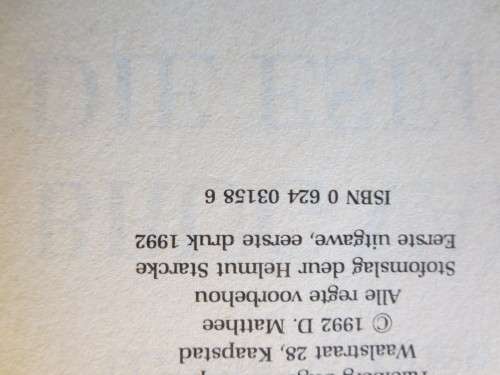 Waalstraat 28, Kaapstad
© 1992 D. Matthee
Alle regte voorbehou
Stofomslag deur Helmut Starcke
Eerste uitgawe, eerste druk 1992
ISBN 0 624 03158 6